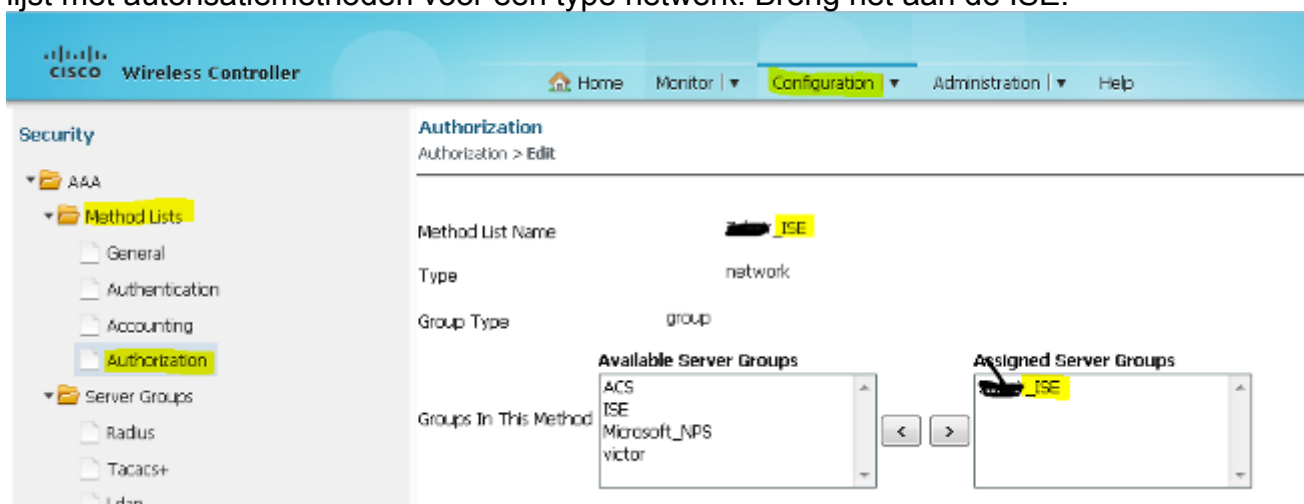 lijst met autorisatiemethoden voor een type netwerk. Breng het aan de ISE.
CISCO Wireless Controller
Home Monitor Configuration Administration Help
Security
AAA
Method Lists
General
Authentication
Accounting
Authorization
Server Groups
Radius
Tacacs+
Ldap
Authorization
Authorization > Edit
Method List Name _ISE
Type network
Group Type group
Available Server Groups Assigned Server Groups
Groups In This Method
ACS
ISE
Microsoft_NPS
victor
< >
_ISE